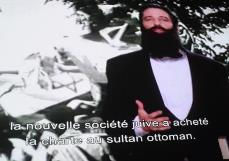 la nouvelle société juive a acheté
la charte au sultan ottoman.